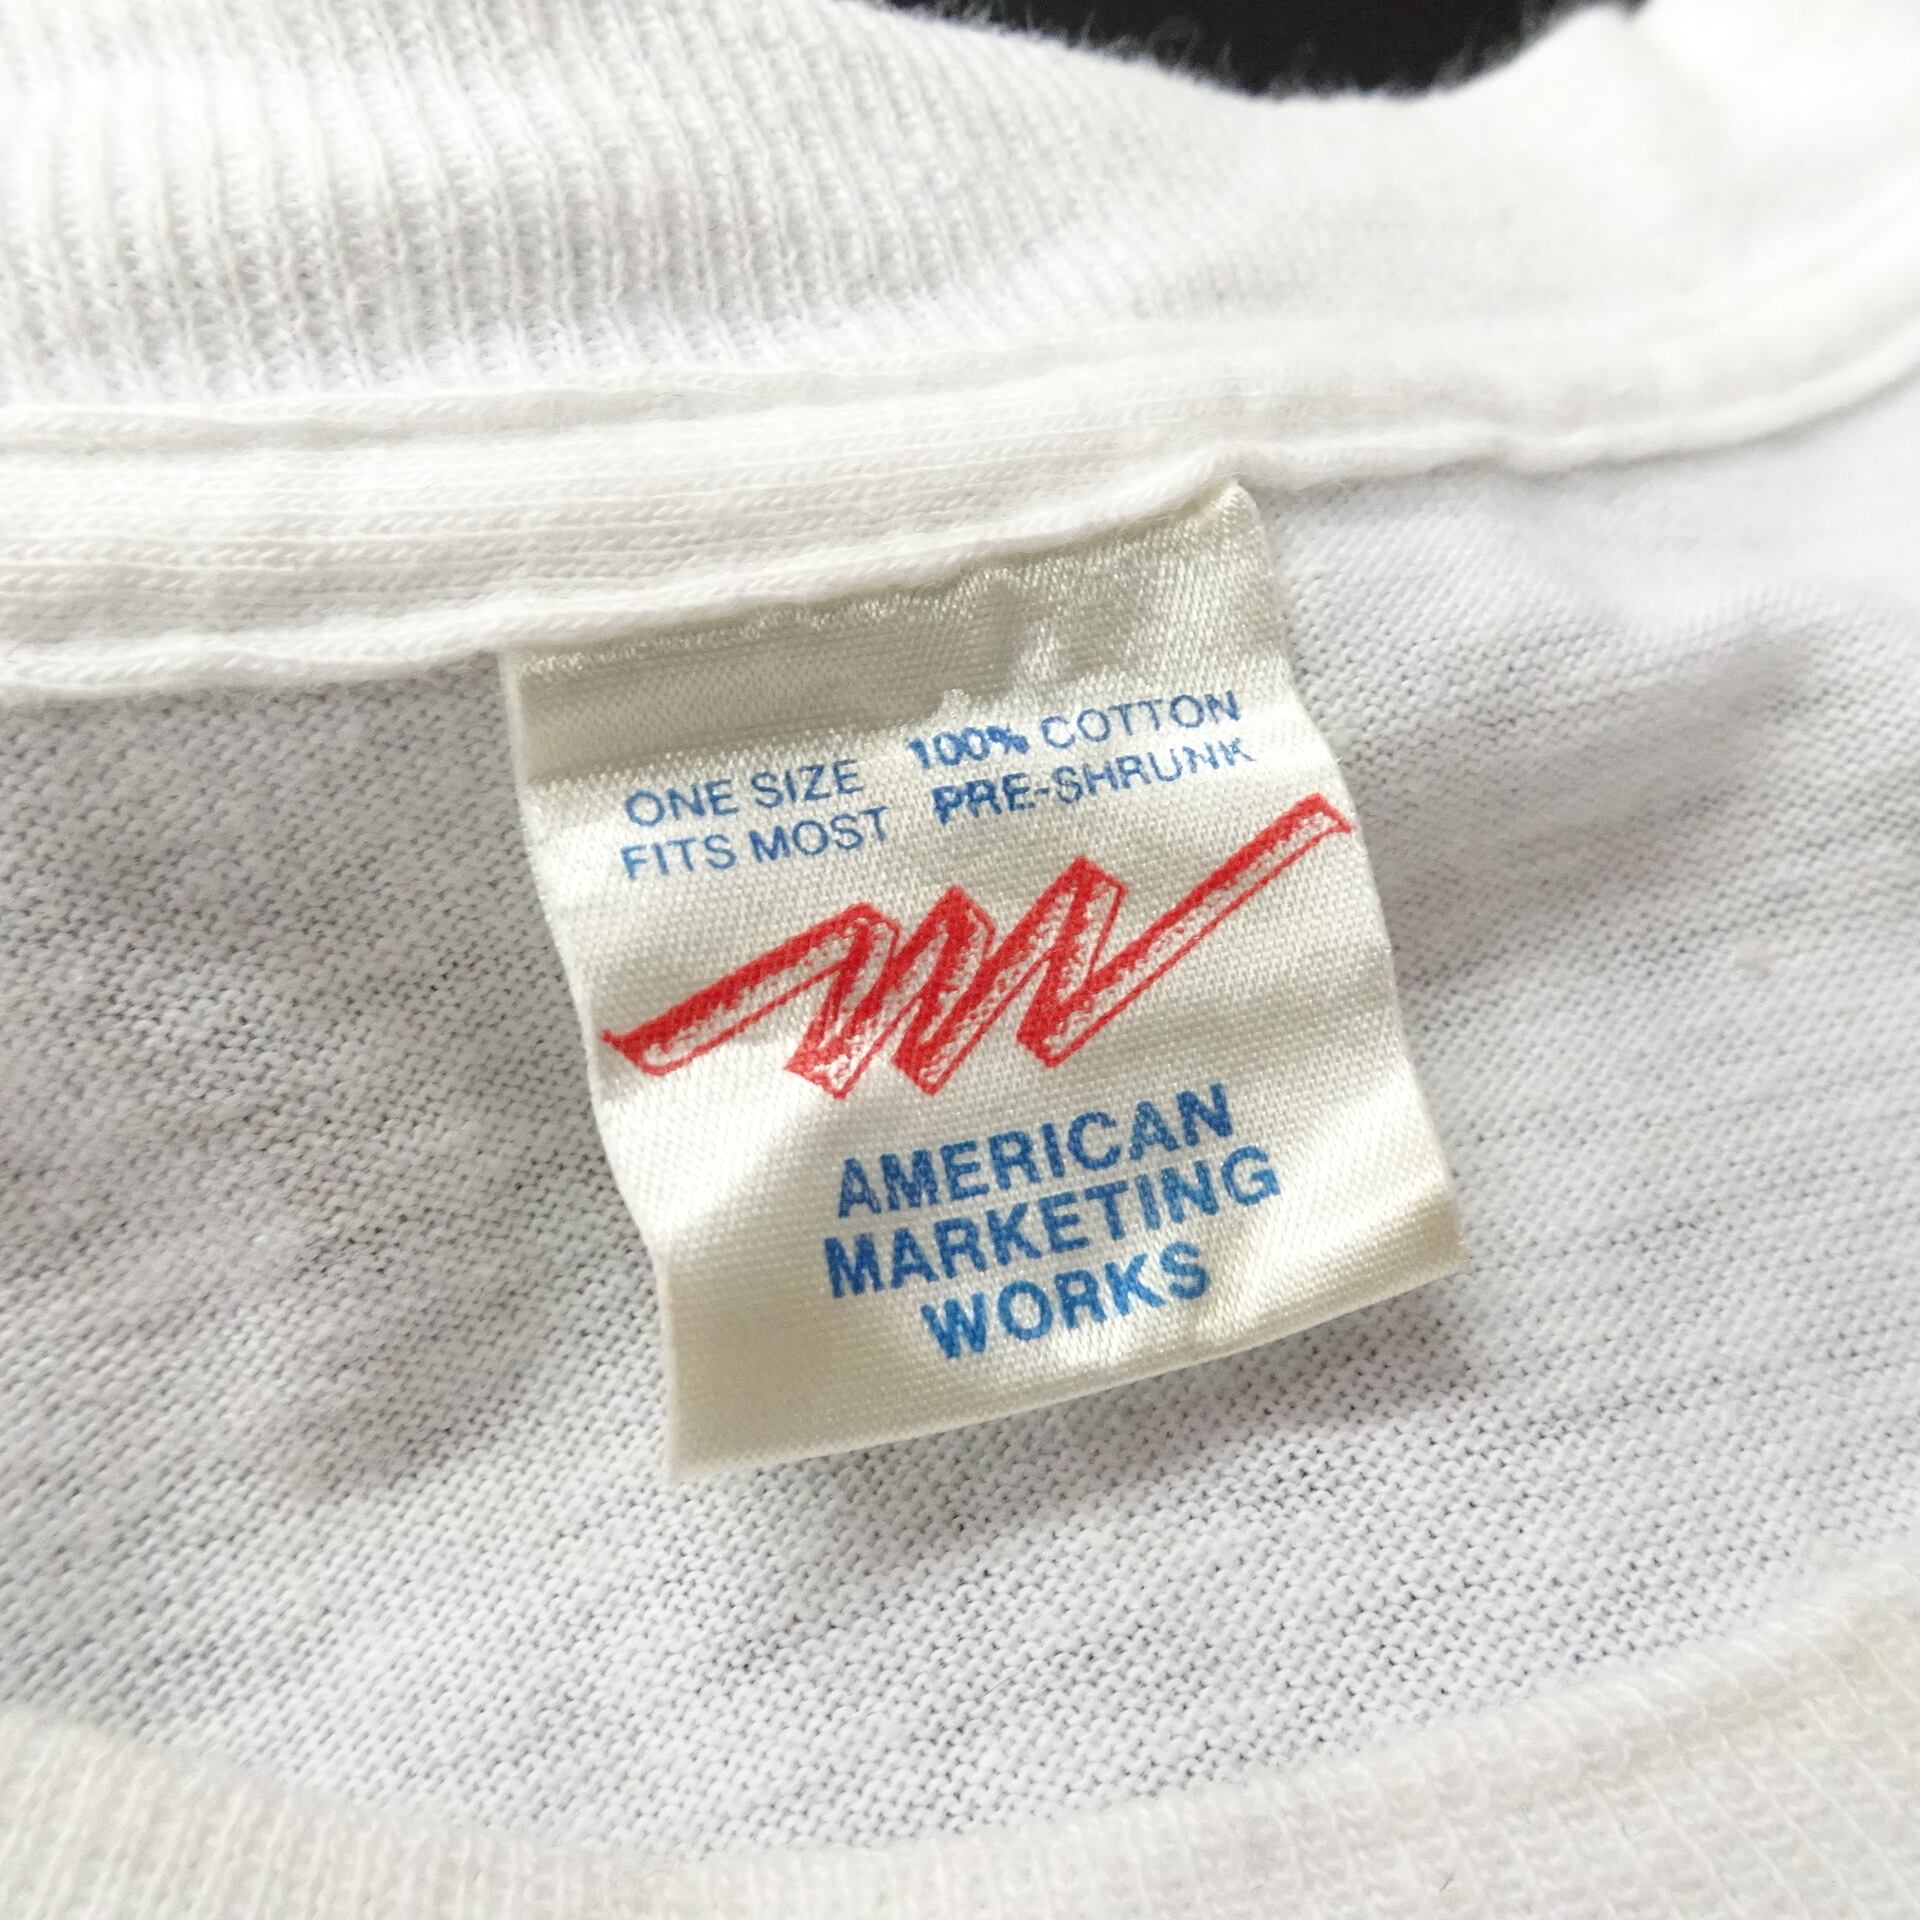 ONE SIZE 100% COTTON
FITS MOST PRE-SHRUNK
AMERICAN
MARKETING
WORKS